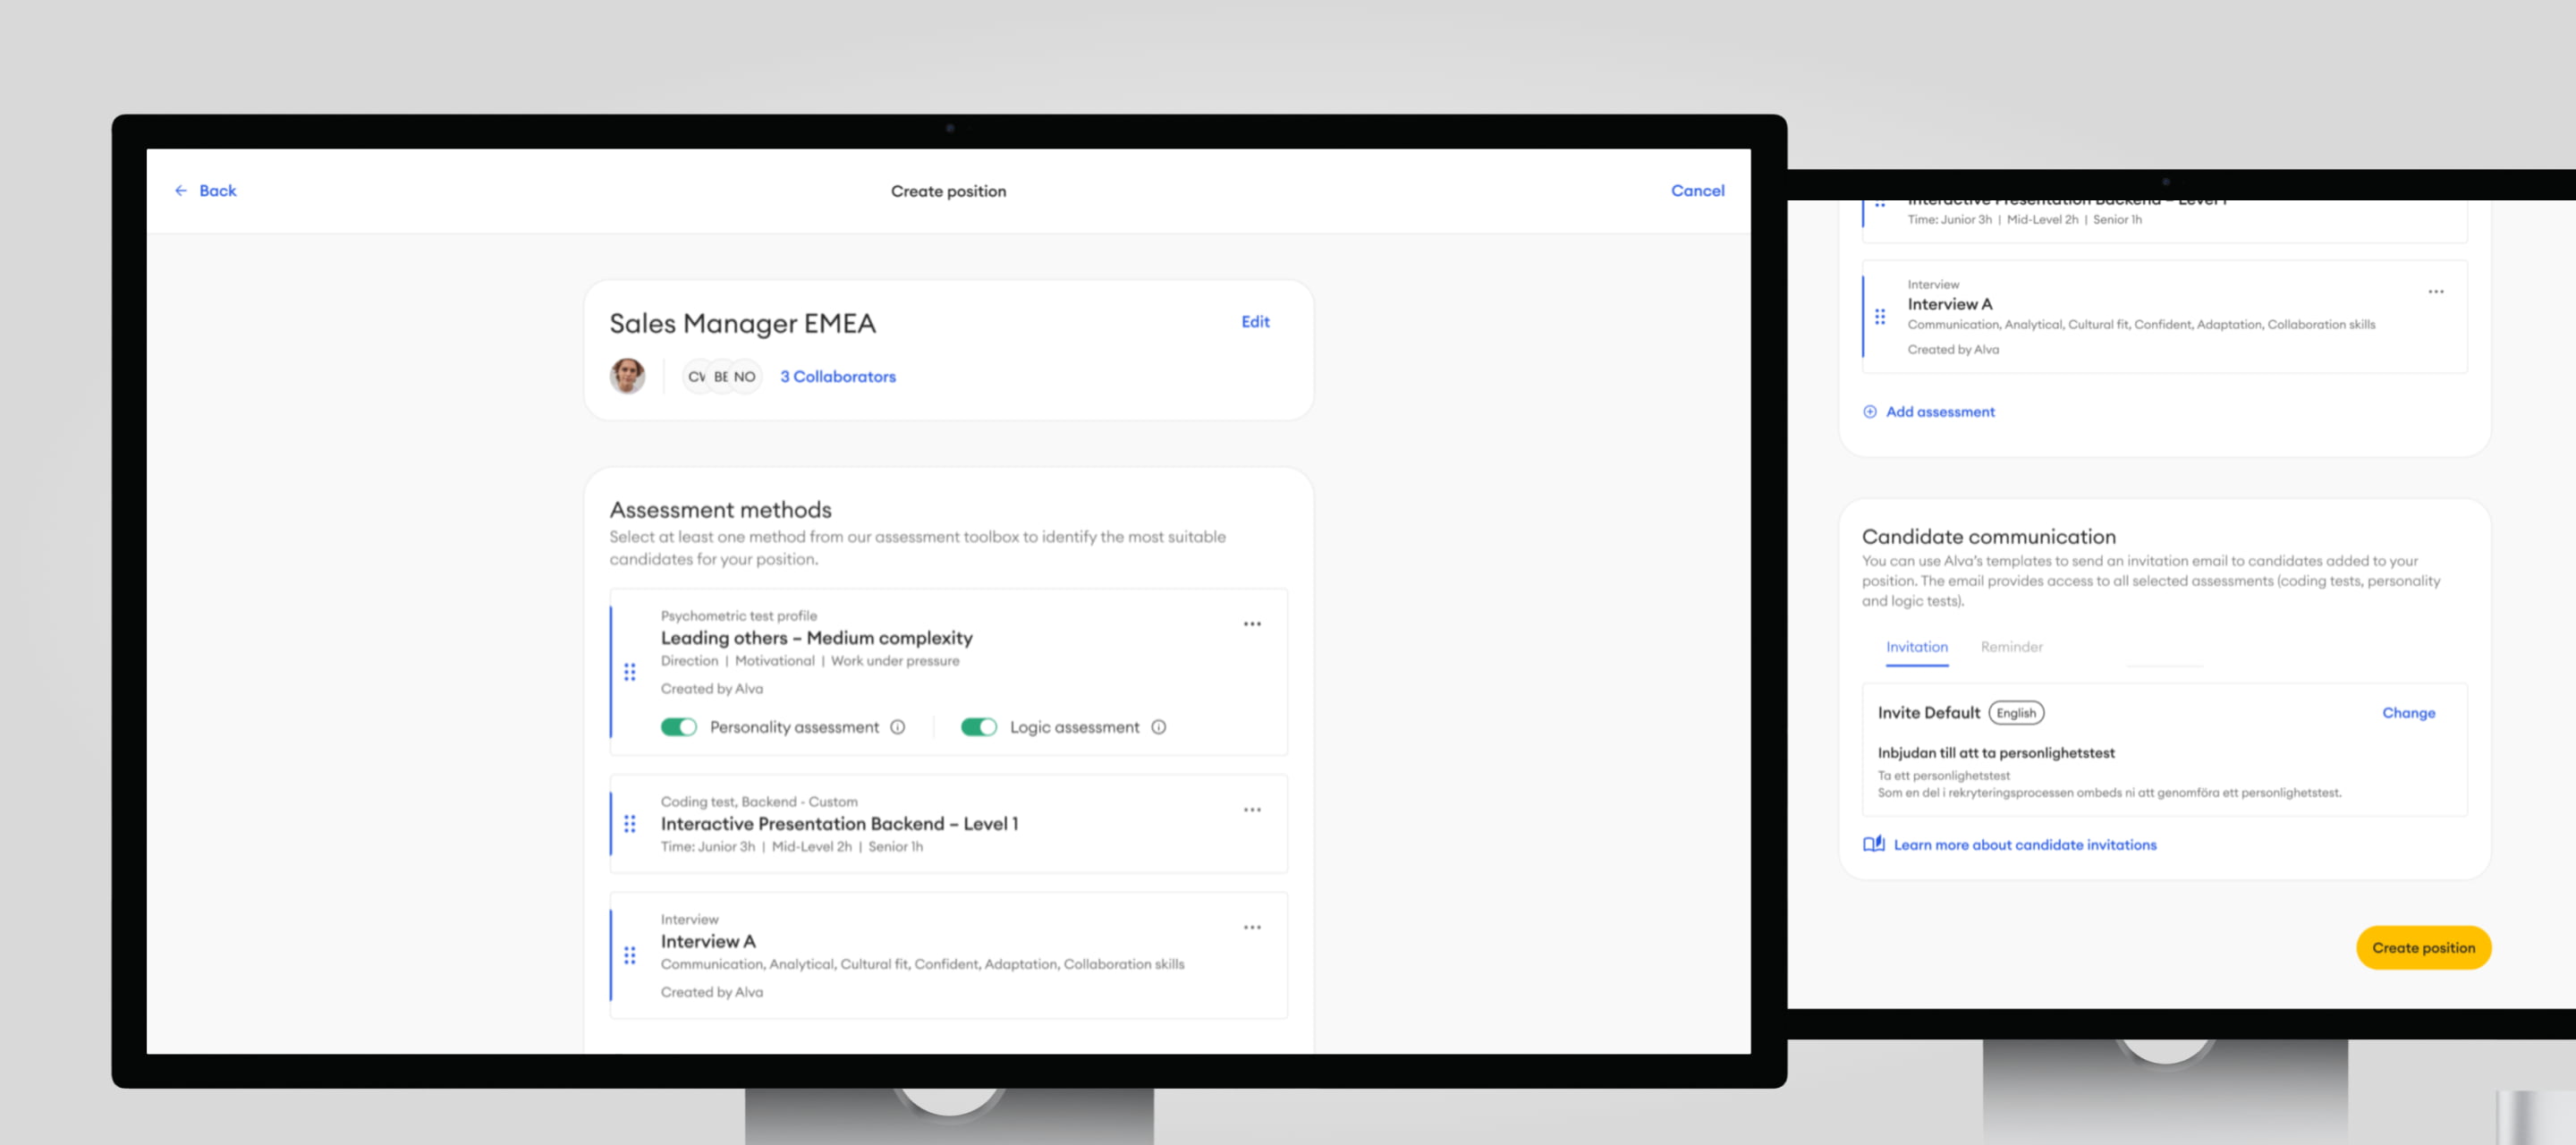 Back
Create position
Cancel
Sales Manager EMEA
Edit
CV BE NO
3 Collaborators
Assessment methods
Select at least one method from our assessment toolbox to identify the most suitable
candidates for your position.
Psychometric test profile
Leading others – Medium complexity
Direction | Motivational | Work under pressure
Created by Alva
Personality assessment
Logic assessment
Coding test, Backend - Custom
Interactive Presentation Backend – Level 1
Time: Junior 3h | Mid-Level 2h | Senior 1h
Interview
Interview A
Communication, Analytical, Cultural fit, Confident, Adaptation, Collaboration skills
Created by Alva
Interactive Presentation Backend – Level 1
Time: Junior 3h | Mid-Level 2h | Senior 1h
Interview
Interview A
Communication, Analytical, Cultural fit, Confident, Adaptation, Collaboration skills
Created by Alva
Add assessment
Candidate communication
You can use Alva's templates to send an invitation email to candidates added to your
position. The email provides access to all selected assessments (coding tests, personality
and logic tests).
Invitation
Reminder
Invite Default English
Change
Inbjudan till att ta personlighetstest
Ta ett personlighetstest
Som en del i rekryteringsprocessen ombeds ni att genomföra ett personlighetstest.
Learn more about candidate invitations
Create position